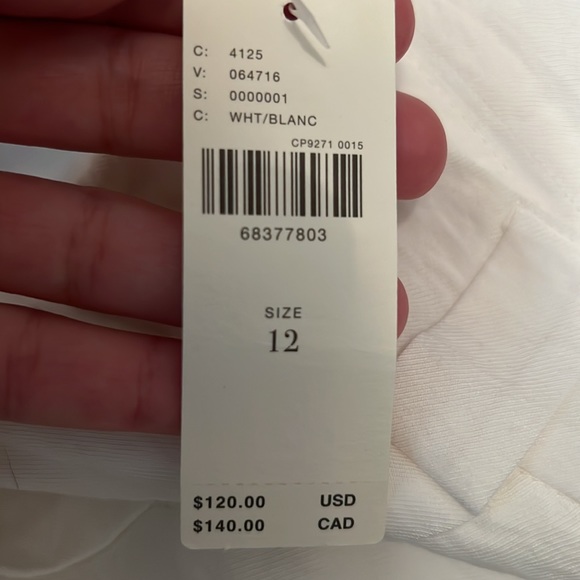 C: 4125
V: 064716
S: 0000001
C: WHT/BLANC
CP9271 0015
68377803
SIZE
12
$120.00 USD
$140.00 CAD